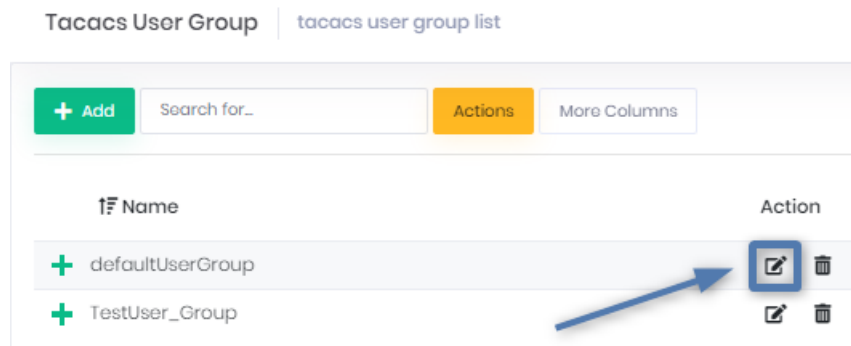 Tacacs User Group tacacs user group list
Add Search for... Actions More Columns
Name Action
defaultUserGroup
TestUser_Group